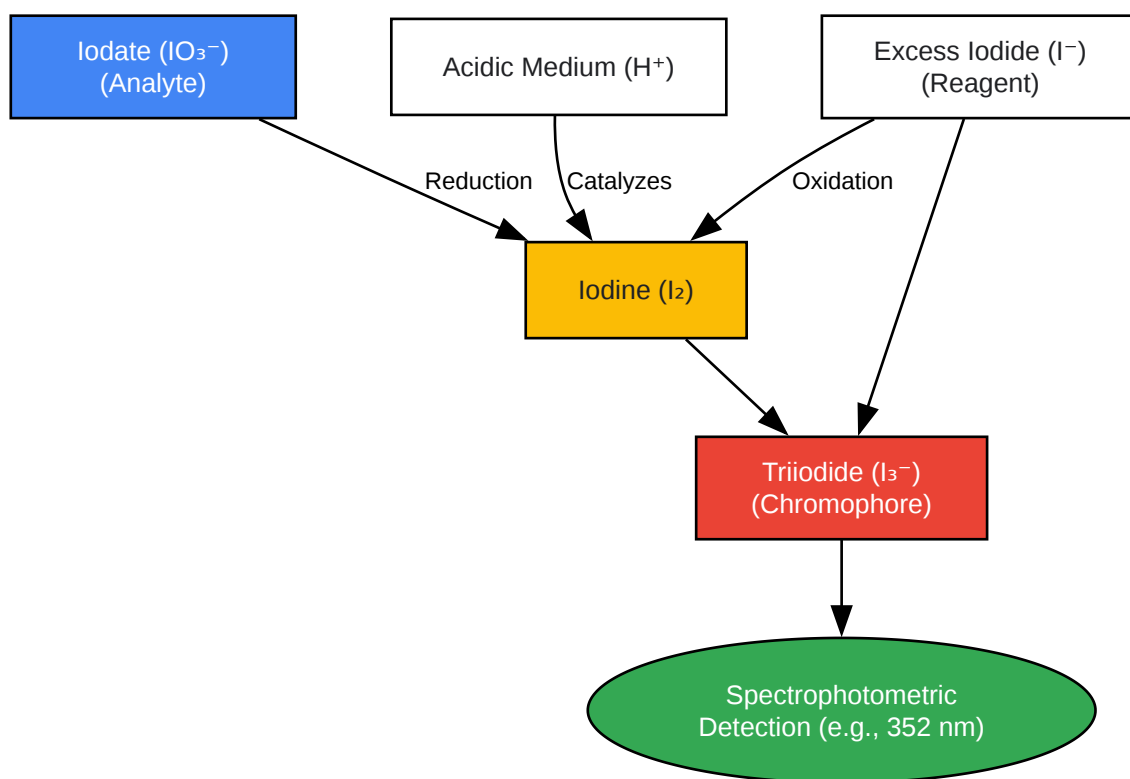 Iodate (IO₃⁻)
(Analyte)
Acidic Medium (H⁺)
Excess Iodide (I⁻)
(Reagent)
Reduction
Catalyzes
Oxidation
Iodine (I₂)
Triiodide (I₃⁻)
(Chromophore)
Spectrophotometric
Detection (e.g., 352 nm)